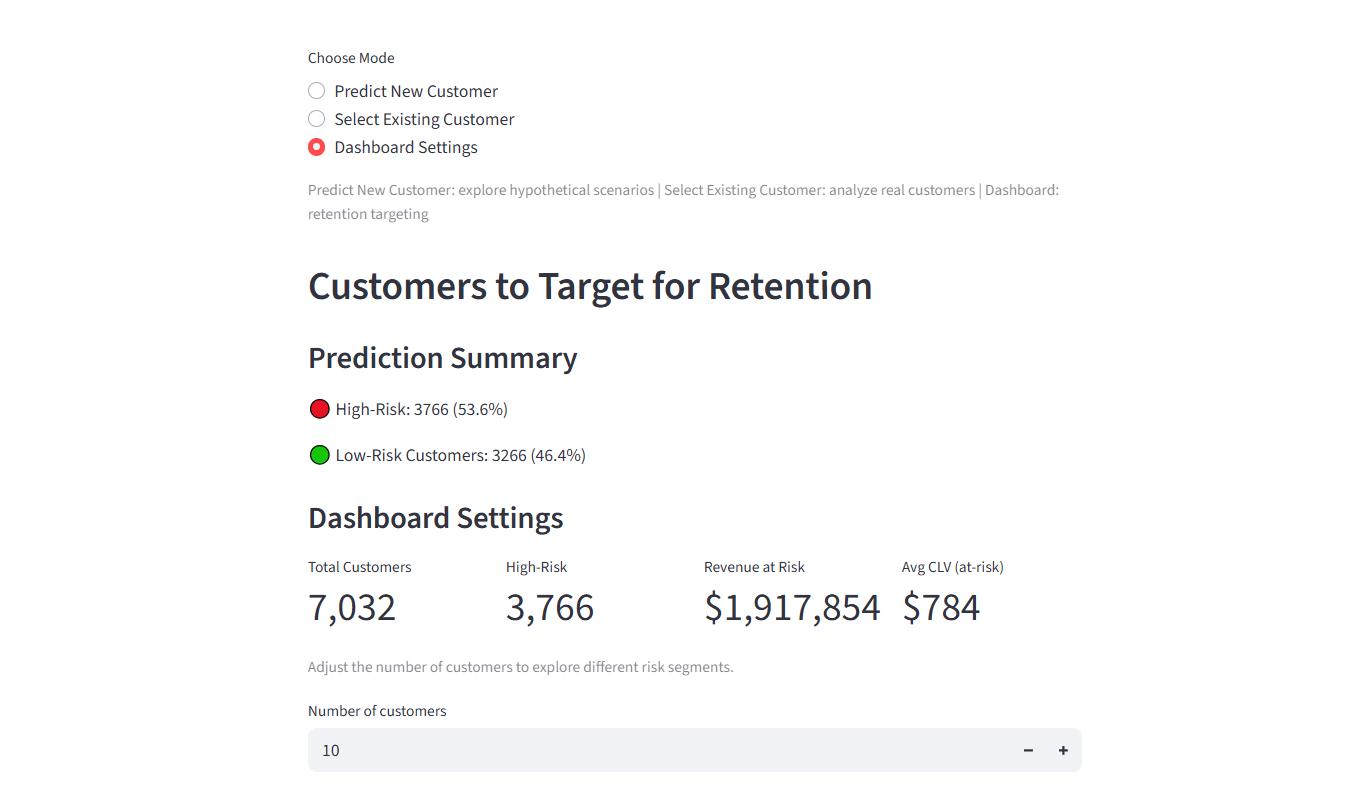 Choose Mode
Predict New Customer
Select Existing Customer
Dashboard Settings
Predict New Customer: explore hypothetical scenarios | Select Existing Customer: analyze real customers | Dashboard:
retention targeting
Customers to Target for Retention
Prediction Summary
High-Risk: 3766 (53.6%)
Low-Risk Customers: 3266 (46.4%)
Dashboard Settings
Total Customers
7,032
High-Risk
3,766
Revenue at Risk
$1,917,854
Avg CLV (at-risk)
$784
Adjust the number of customers to explore different risk segments.
Number of customers
10